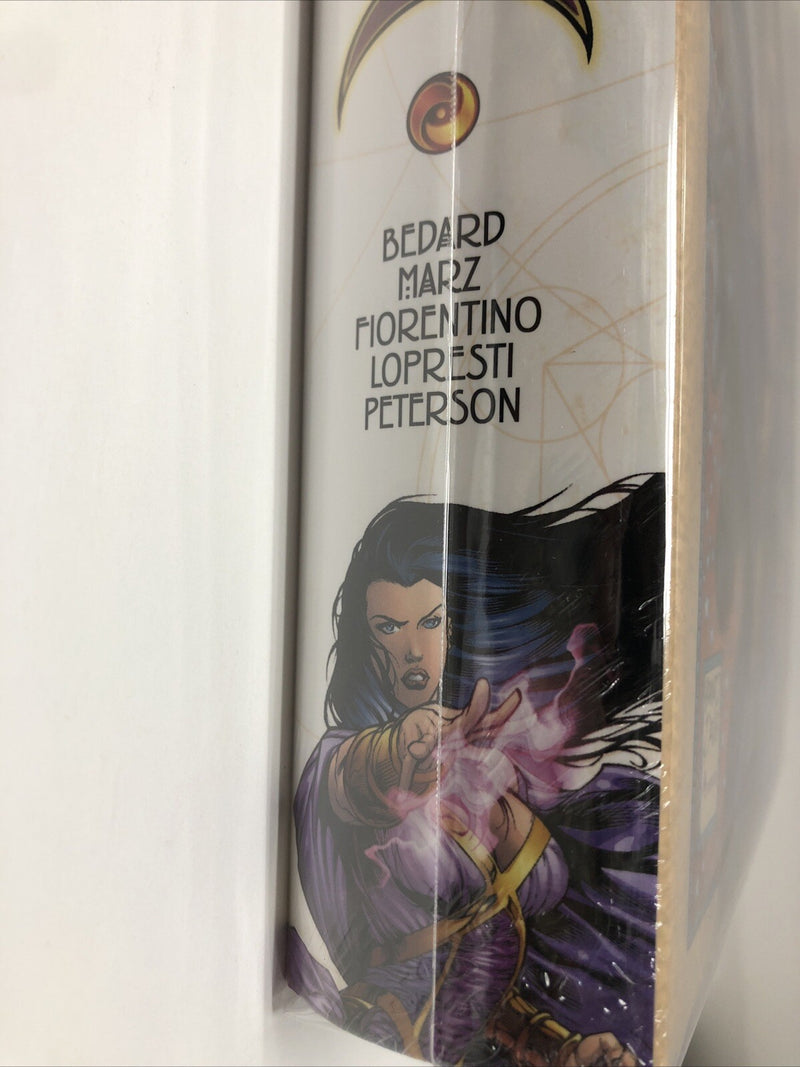 BEDARD
MARZ
FIORENTINO
LOPRESTI
PETERSON